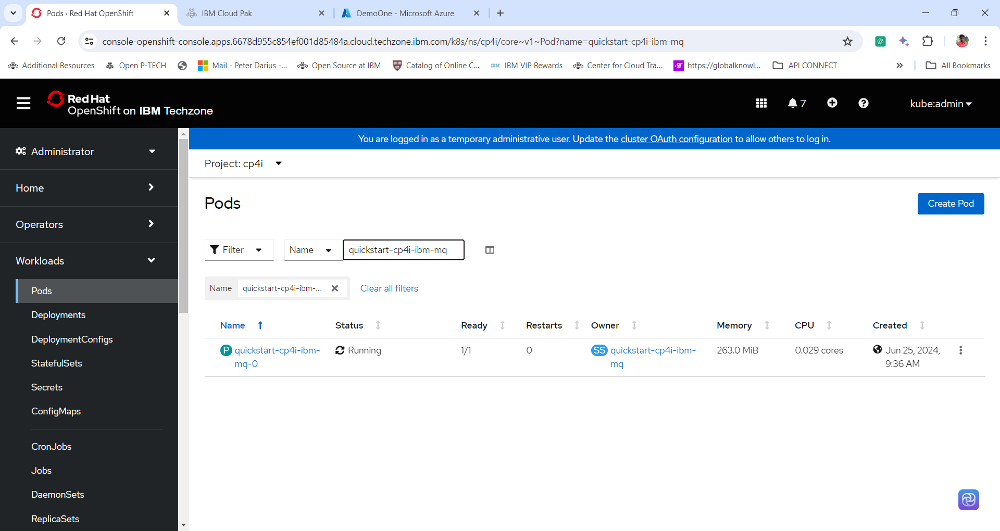 Pods · Red Hat OpenShift
IBM Cloud Pak
DemoOne - Microsoft Azure
console-openshift-console.apps.6678d955c854ef001d85484a.cloud.techzone.ibm.com/k8s/ns/cp4i/core~v1~Pod?name=quickstart-cp4i-ibm-mq
Additional Resources
Open P-TECH
Mail - Peter Darius -...
Open Source at IBM
Catalog of Online C...
IBM
IBM VIP Rewards
Center for Cloud Tra...
.g'
https://globalknowl...
API CONNECT
All Bookmarks
Red Hat
OpenShift on IBM Techzone
7
kube:admin
Administrator
Home
Operators
Workloads
Pods
Deployments
DeploymentConfigs
StatefulSets
Secrets
ConfigMaps
CronJobs
Jobs
DaemonSets
ReplicaSets
You are logged in as a temporary administrative user. Update the cluster OAuth configuration to allow others to log in.
Project: cp4i
Pods
Create Pod
Filter
Name
quickstart-cp4i-ibm-mq
Name
quickstart-cp4i-ibm-...
Clear all filters
Name Status Ready Restarts Owner Memory CPU Created
P quickstart-cp4i-ibm-mq-0
Running
1/1
0
SS quickstart-cp4i-ibm-mq
263.0 MiB
0.029 cores
Jun 25, 2024,
9:36 AM